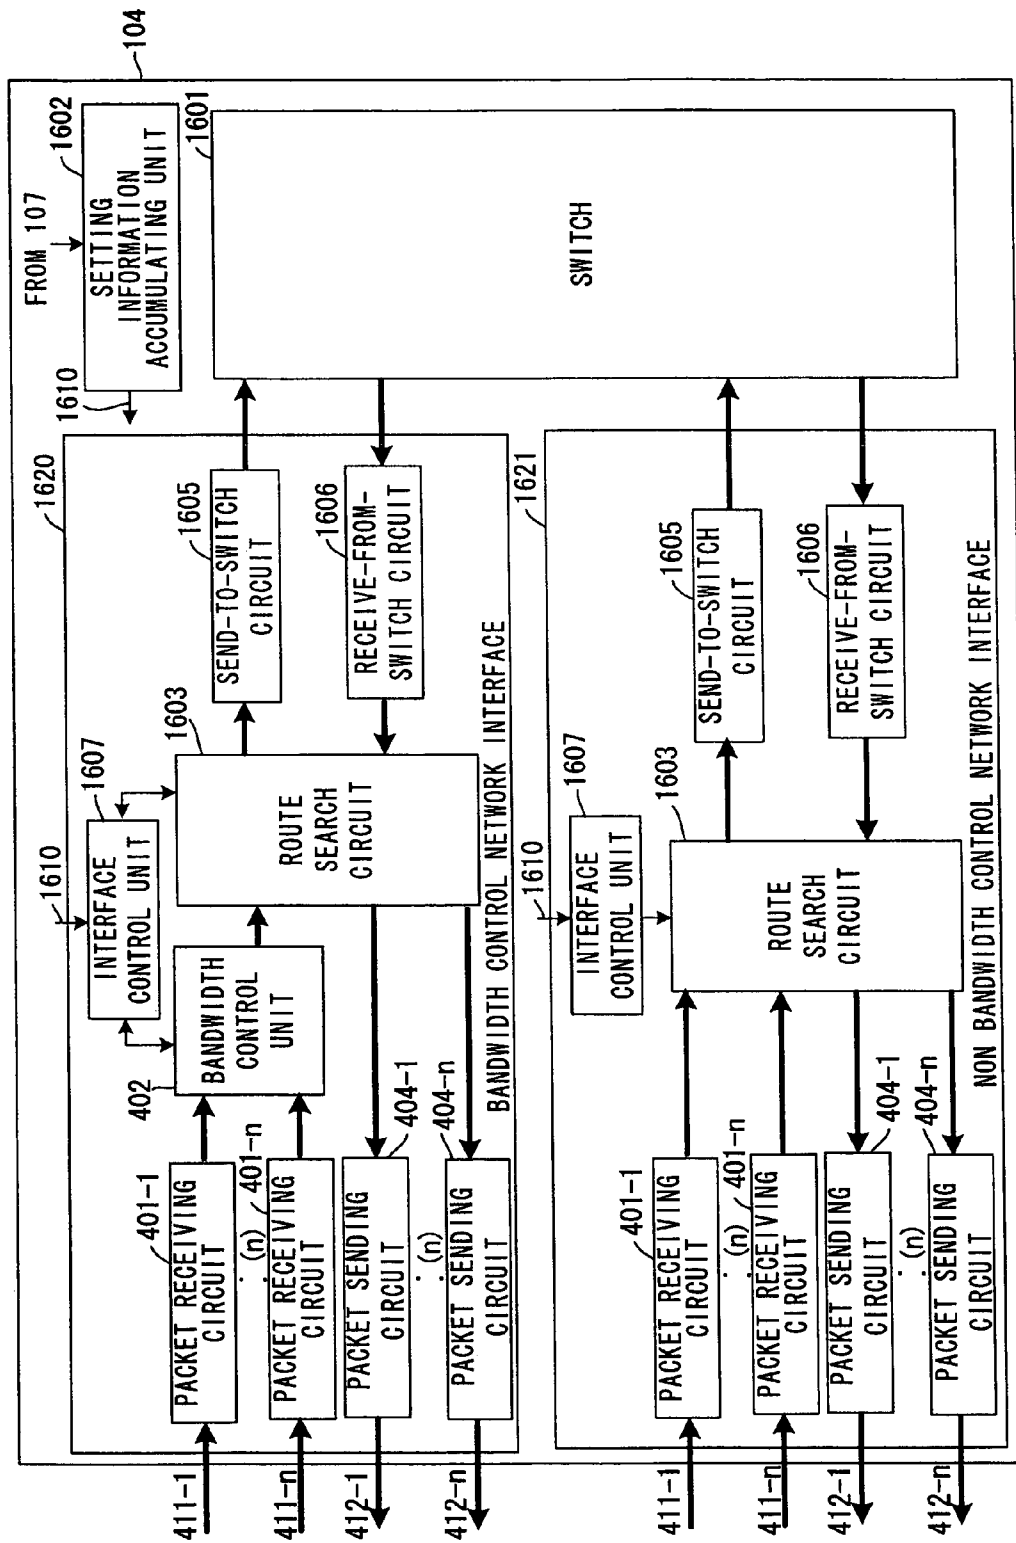 104
FROM 107
1602
SETTING
INFORMATION
ACCUMULATING UNIT
1610
1601
SWITCH
1620
1610
1607
INTERFACE
CONTROL UNIT
402
BANDWIDTH
CONTROL
UNIT
1603
ROUTE
SEARCH
CIRCUIT
1605
SEND-TO-SWITCH
CIRCUIT
1606
RECEIVE-FROM-
SWITCH CIRCUIT
411-1
401-1
PACKET RECEIVING
CIRCUIT
(n)
411-n
401-n
PACKET RECEIVING
CIRCUIT
412-1
404-1
PACKET SENDING
CIRCUIT
(n)
412-n
404-n
PACKET SENDING
CIRCUIT
BANDWIDTH CONTROL NETWORK INTERFACE
1621
1610
1607
INTERFACE
CONTROL UNIT
1603
ROUTE
SEARCH
CIRCUIT
1605
SEND-TO-SWITCH
CIRCUIT
1606
RECEIVE-FROM-
SWITCH CIRCUIT
411-1
401-1
PACKET RECEIVING
CIRCUIT
(n)
411-n
401-n
PACKET RECEIVING
CIRCUIT
412-1
404-1
PACKET SENDING
CIRCUIT
(n)
412-n
404-n
PACKET SENDING
CIRCUIT
NON BANDWIDTH CONTROL NETWORK INTERFACE